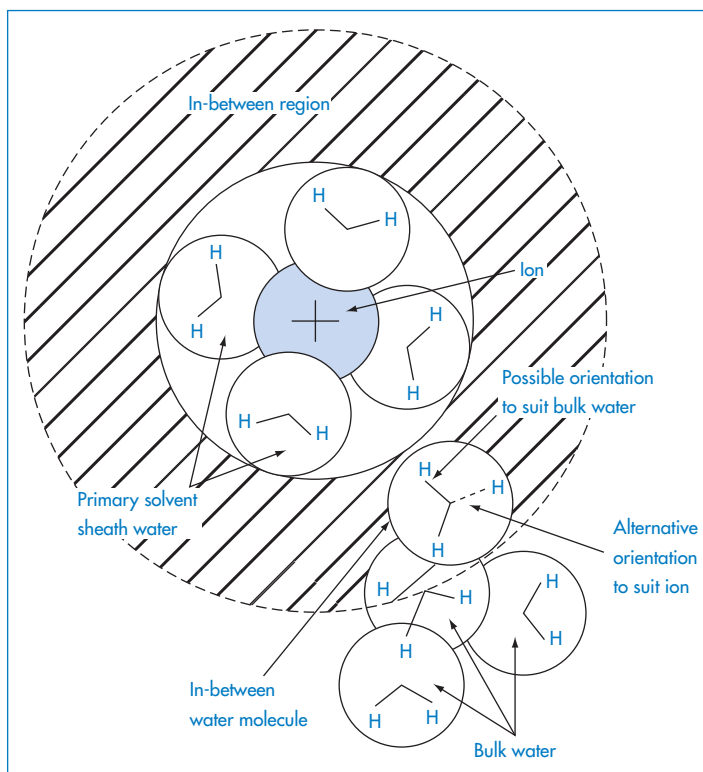 In-between region
H
H
H
Ion
H
H
H
Possible orientation
to suit bulk water
H
H
H
H
Primary solvent
sheath water
H
Alternative
orientation
to suit ion
H
H
H
H
H
In-between
water molecule
H
H
Bulk water